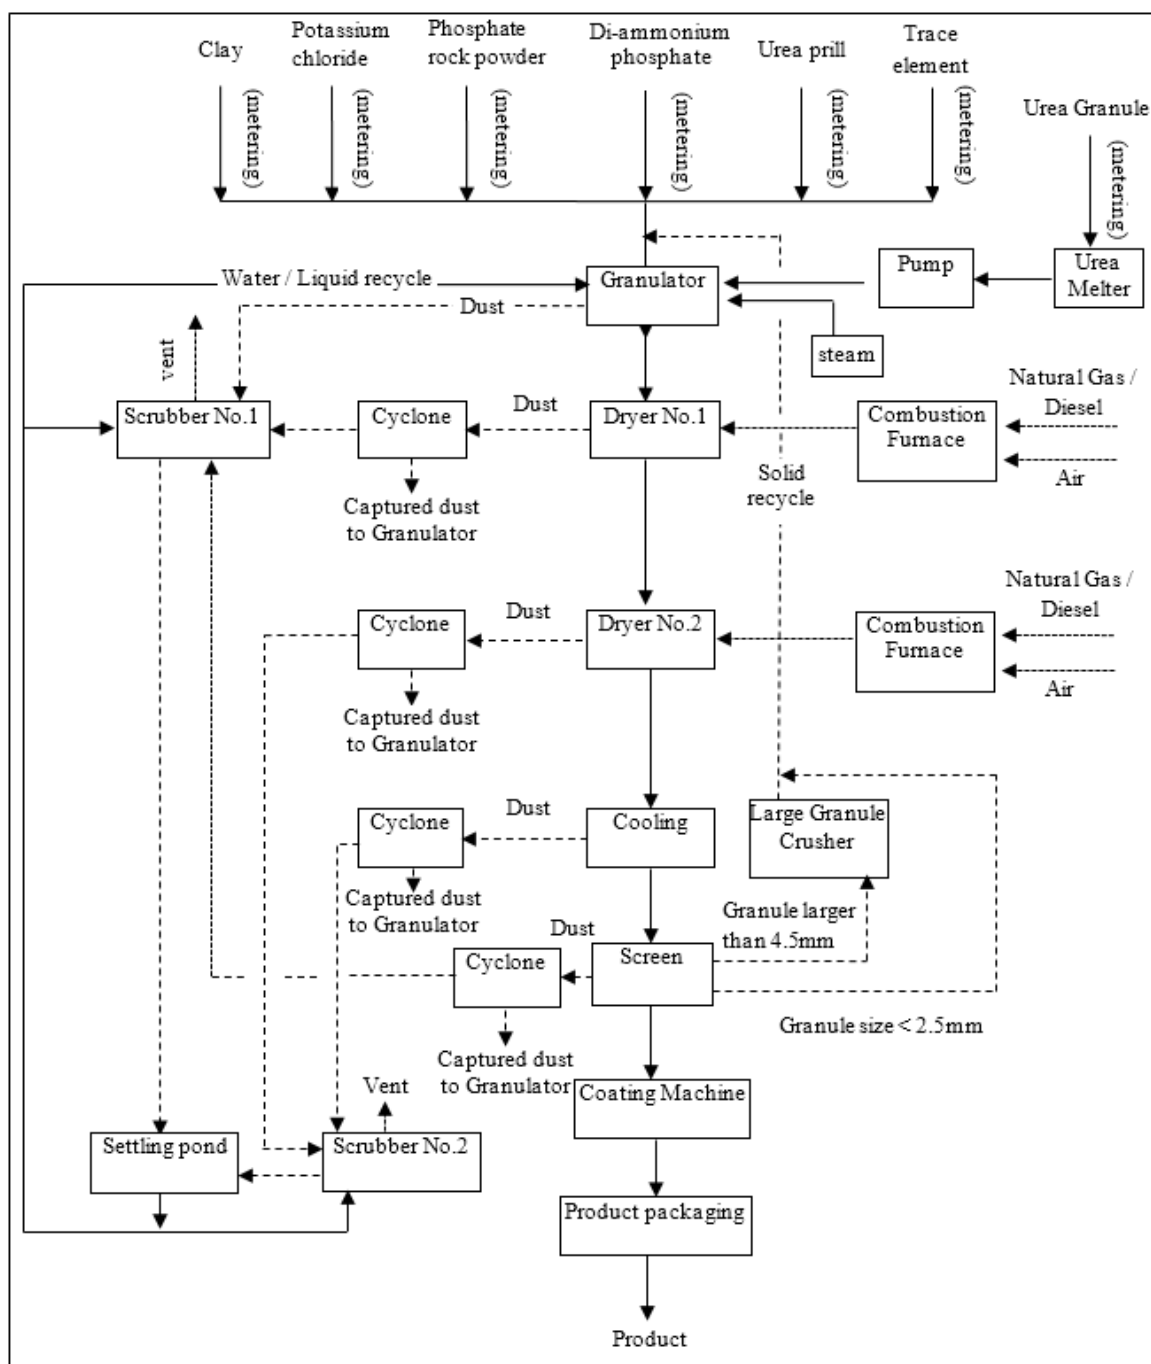 Clay
Potassium
chloride
Phosphate
rock powder
Di-ammonium
phosphate
Urea prill
Trace
element
Urea Granule
(metering)
(metering)
(metering)
(metering)
(metering)
(metering)
(metering)
Water / Liquid recycle
Granulator
Pump
Urea
Melter
Dust
steam
vent
Scrubber No.1
Cyclone
Dust
Dryer No.1
Combustion
Furnace
Natural Gas /
Diesel
Air
Captured dust
to Granulator
Solid
recycle
Cyclone
Dust
Dryer No.2
Combustion
Furnace
Natural Gas /
Diesel
Air
Captured dust
to Granulator
Cyclone
Dust
Cooling
Large Granule
Crusher
Captured dust
to Granulator
Granule larger
than 4.5mm
Dust
Cyclone
Screen
Granule size < 2.5mm
Captured dust
to Granulator
Vent
Coating Machine
Settling pond
Scrubber No.2
Product packaging
Product